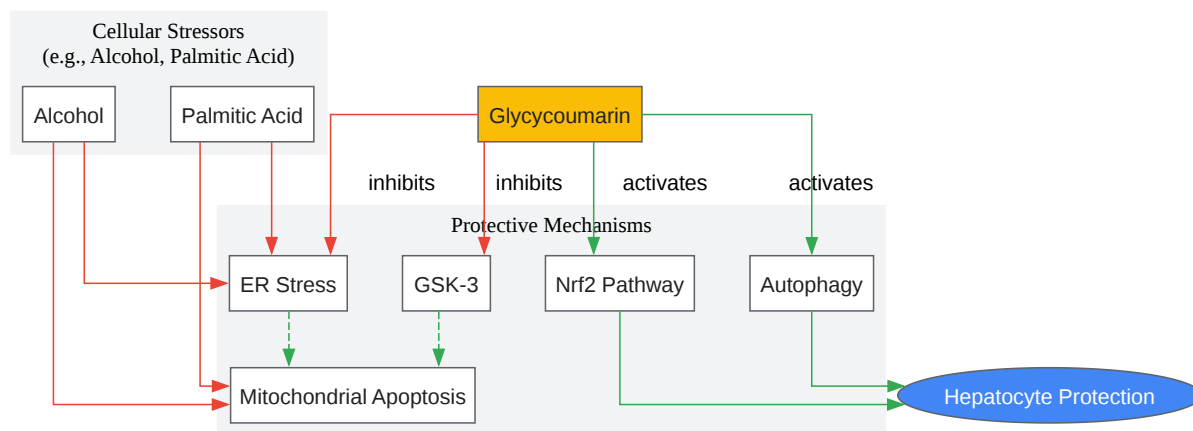 Cellular Stressors
(e.g., Alcohol, Palmitic Acid)
Alcohol
Palmitic Acid
Glycycoumarin
inhibits
inhibits
activates
activates
Protective Mechanisms
ER Stress
GSK-3
Nrf2 Pathway
Autophagy
Mitochondrial Apoptosis
Hepatocyte Protection